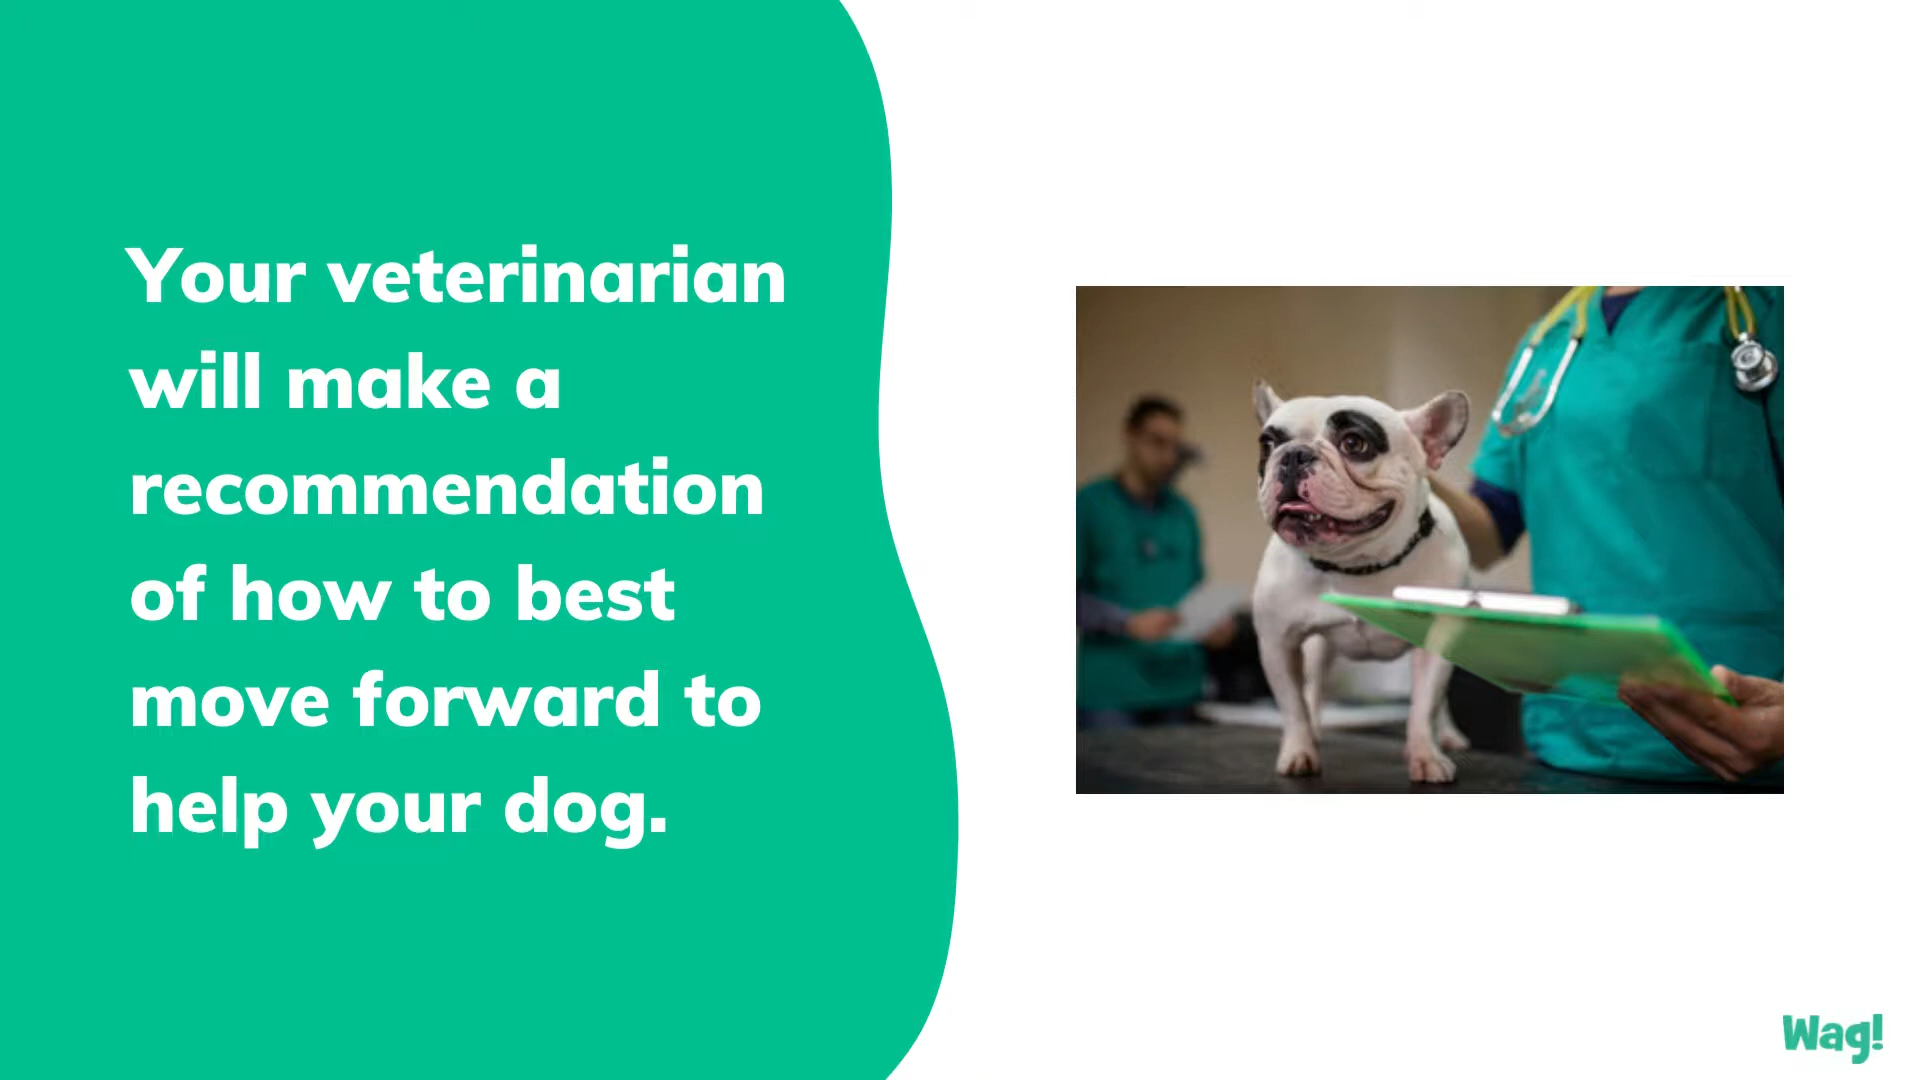 Your veterinarian
will make a
recommendation
of how to best
move forward to
help your dog.
Wag!